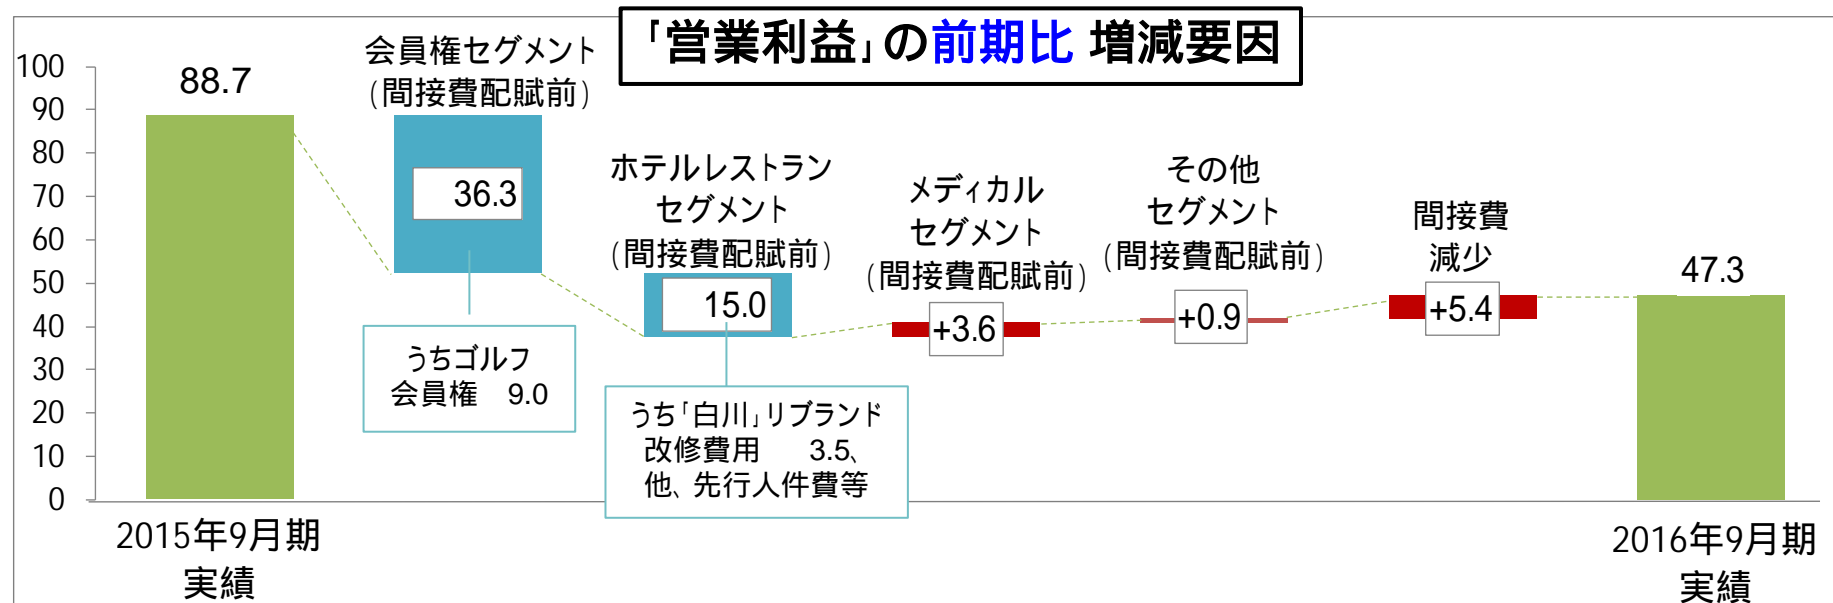 「営業利益」の前期比 増減要因
100
90
80
70
60
50
40
30
20
10
0
88.7
会員権セグメント
(間接費配賦前)
36.3
うちゴルフ
会員権 9.0
ホテルレストラン
セグメント
(間接費配賦前)
15.0
うち「白川」リブランド
改修費用 3.5、
他、先行人件費等
メディカル
セグメント
(間接費配賦前)
+3.6
その他
セグメント
(間接費配賦前)
+0.9
間接費
減少
+5.4
47.3
2015年9月期
実績
2016年9月期
実績